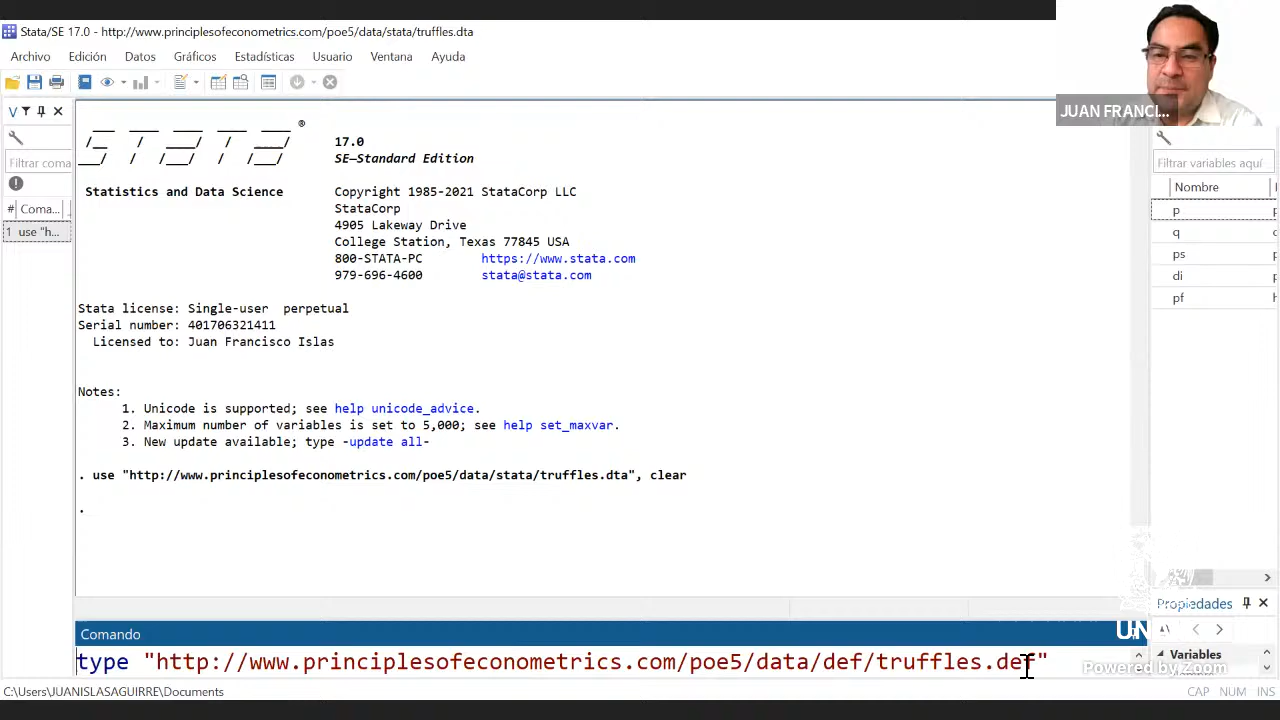 Stata/SE 17.0 - http://www.principlesofeconometrics.com/poe5/data/stata/truffles.dta
Archivo Edición Datos Gráficos Estadísticas Usuario Ventana Ayuda
JUAN FRANCI...
V
Filtrar coma
# Coma...
1 use "h...
®
17.0
SE—Standard Edition
Statistics and Data Science
Copyright 1985-2021 StataCorp LLC
StataCorp
4905 Lakeway Drive
College Station, Texas 77845 USA
800-STATA-PC https://www.stata.com
979-696-4600 stata@stata.com
Stata license: Single-user perpetual
Serial number: 401706321411
Licensed to: Juan Francisco Islas
Notes:
1. Unicode is supported; see help unicode_advice.
2. Maximum number of variables is set to 5,000; see help set_maxvar.
3. New update available; type -update all-
. use "http://www.principlesofeconometrics.com/poe5/data/stata/truffles.dta", clear
.
Filtrar variables aquí
Nombre
p
q
ps
di
pf
Propiedades
Variables
Comando
type "http://www.principlesofeconometrics.com/poe5/data/def/truffles.def"
Powered by Zoom
C:\Users\JUANISLASAGUIRRE\Documents
CAP NUM INS